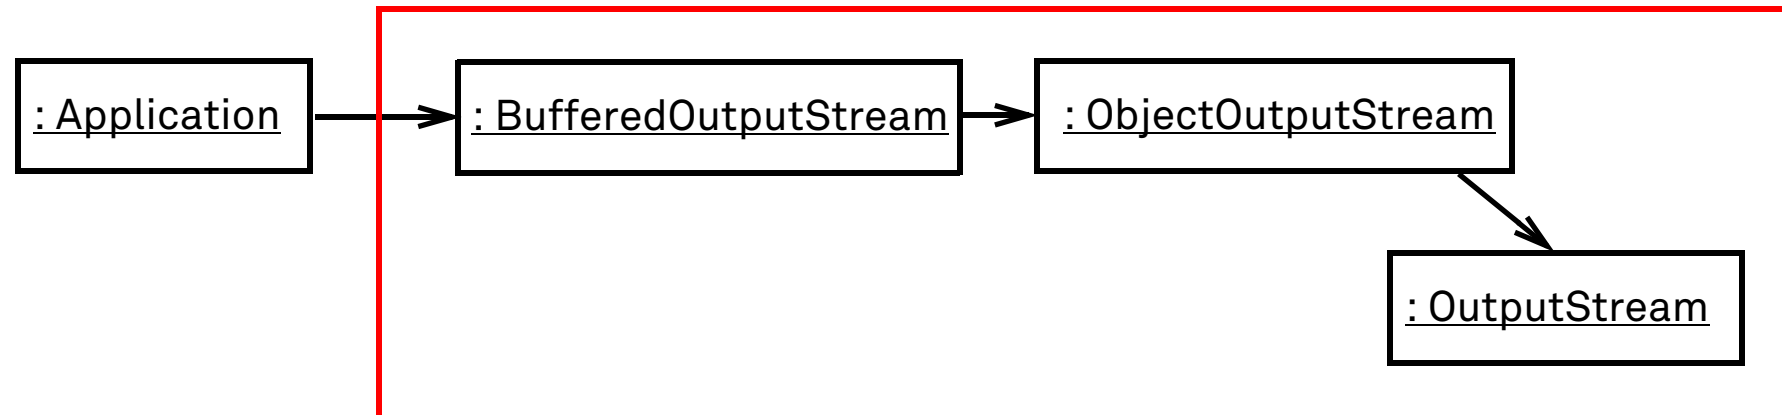 : Application
: BufferedOutputStream
: ObjectOutputStream
: OutputStream